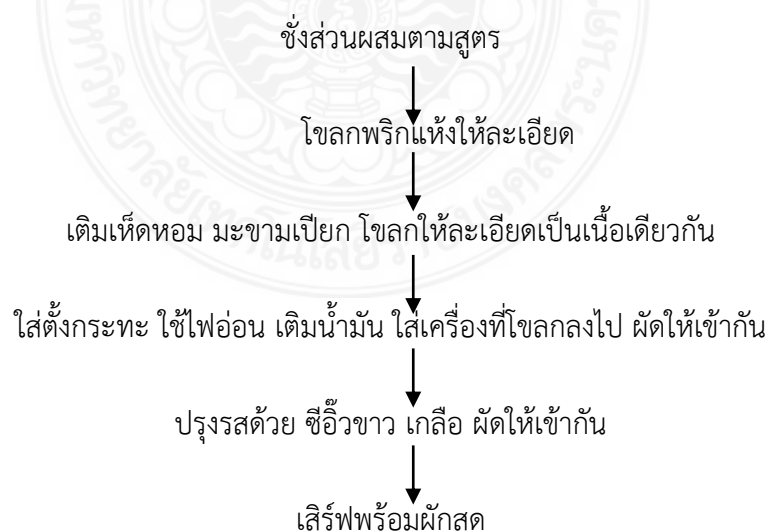 ชั่งส่วนผสมตามสูตร
โขลกพริกแห้งให้ละเอียด
เติมเห็ดหอม มะขามเปียก โขลกให้ละเอียดเป็นเนื้อเดียวกัน
ใส่ตั้งกระทะ ใช้ไฟอ่อน เติมน้ำมัน ใส่เครื่องที่โขลกลงไป ผัดให้เข้ากัน
ปรุงรสด้วย ซีอิ๊วขาว เกลือ ผัดให้เข้ากัน
เสิร์ฟพร้อมผักสด